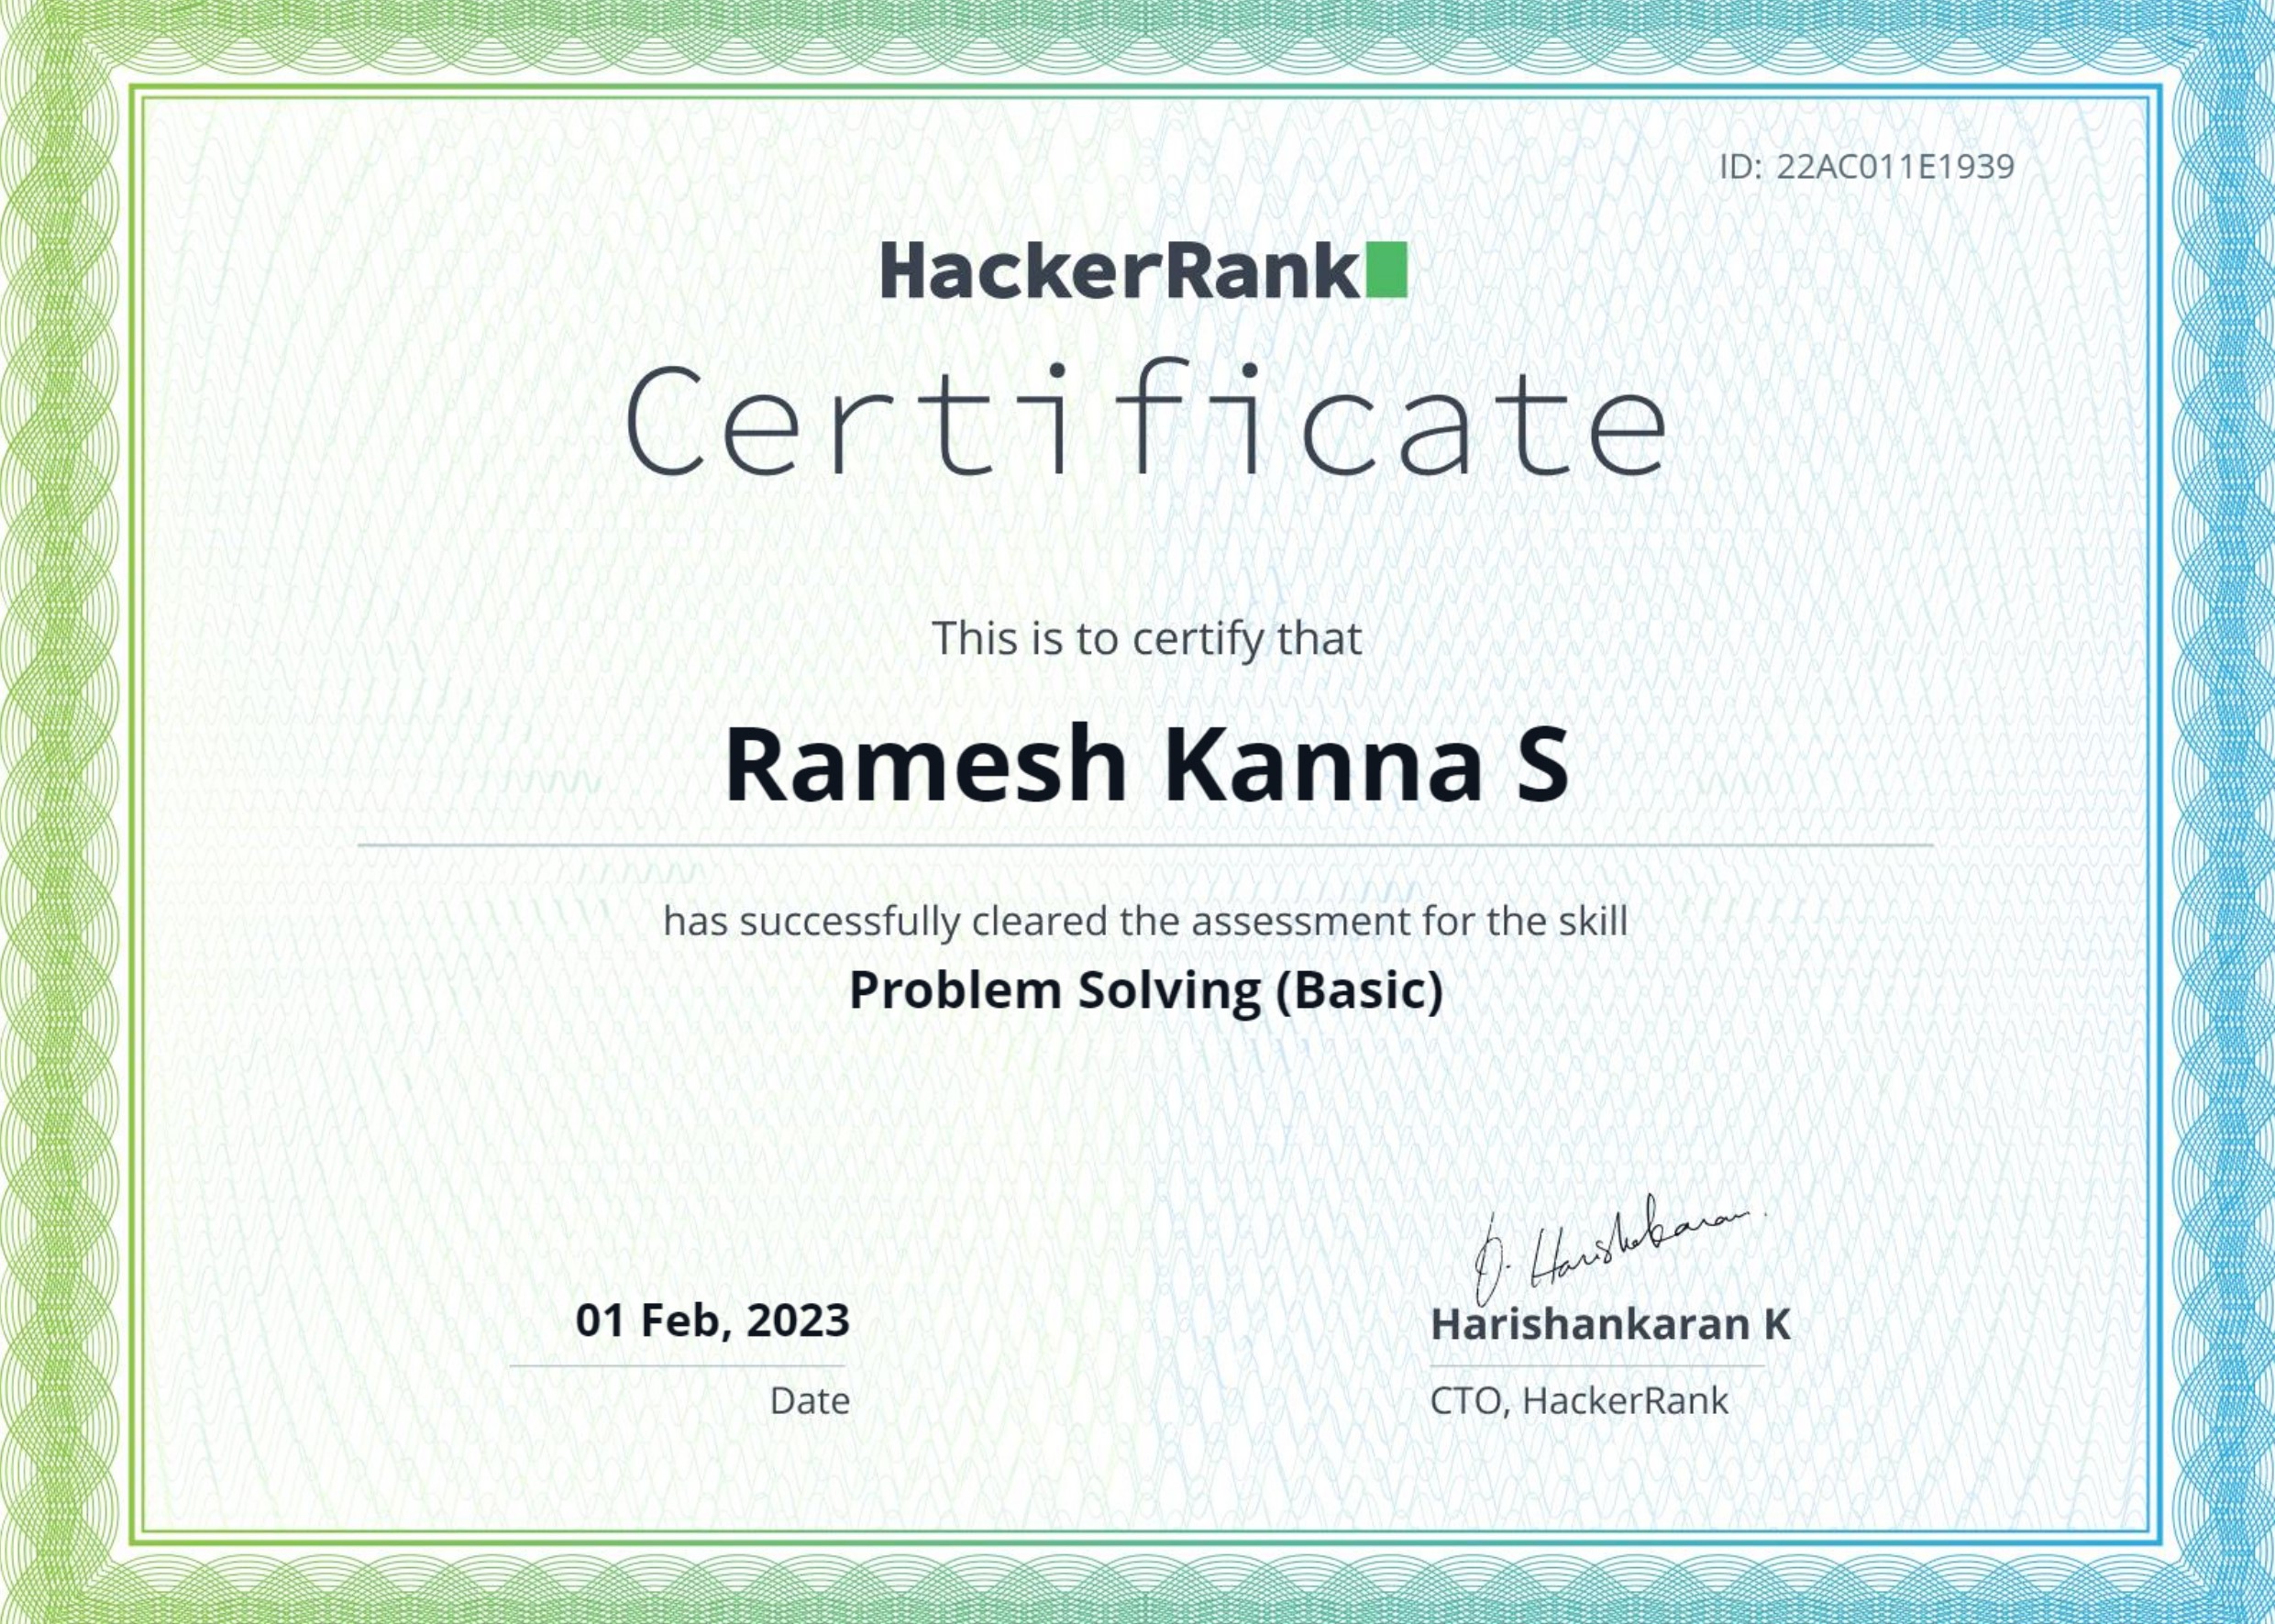 ID: 22AC011E1939
HackerRank
Certificate
This is to certify that
Ramesh Kanna S
has successfully cleared the assessment for the skill
Problem Solving (Basic)
D. Harishankaran.
01 Feb, 2023
Harishankaran K
Date
CTO, HackerRank